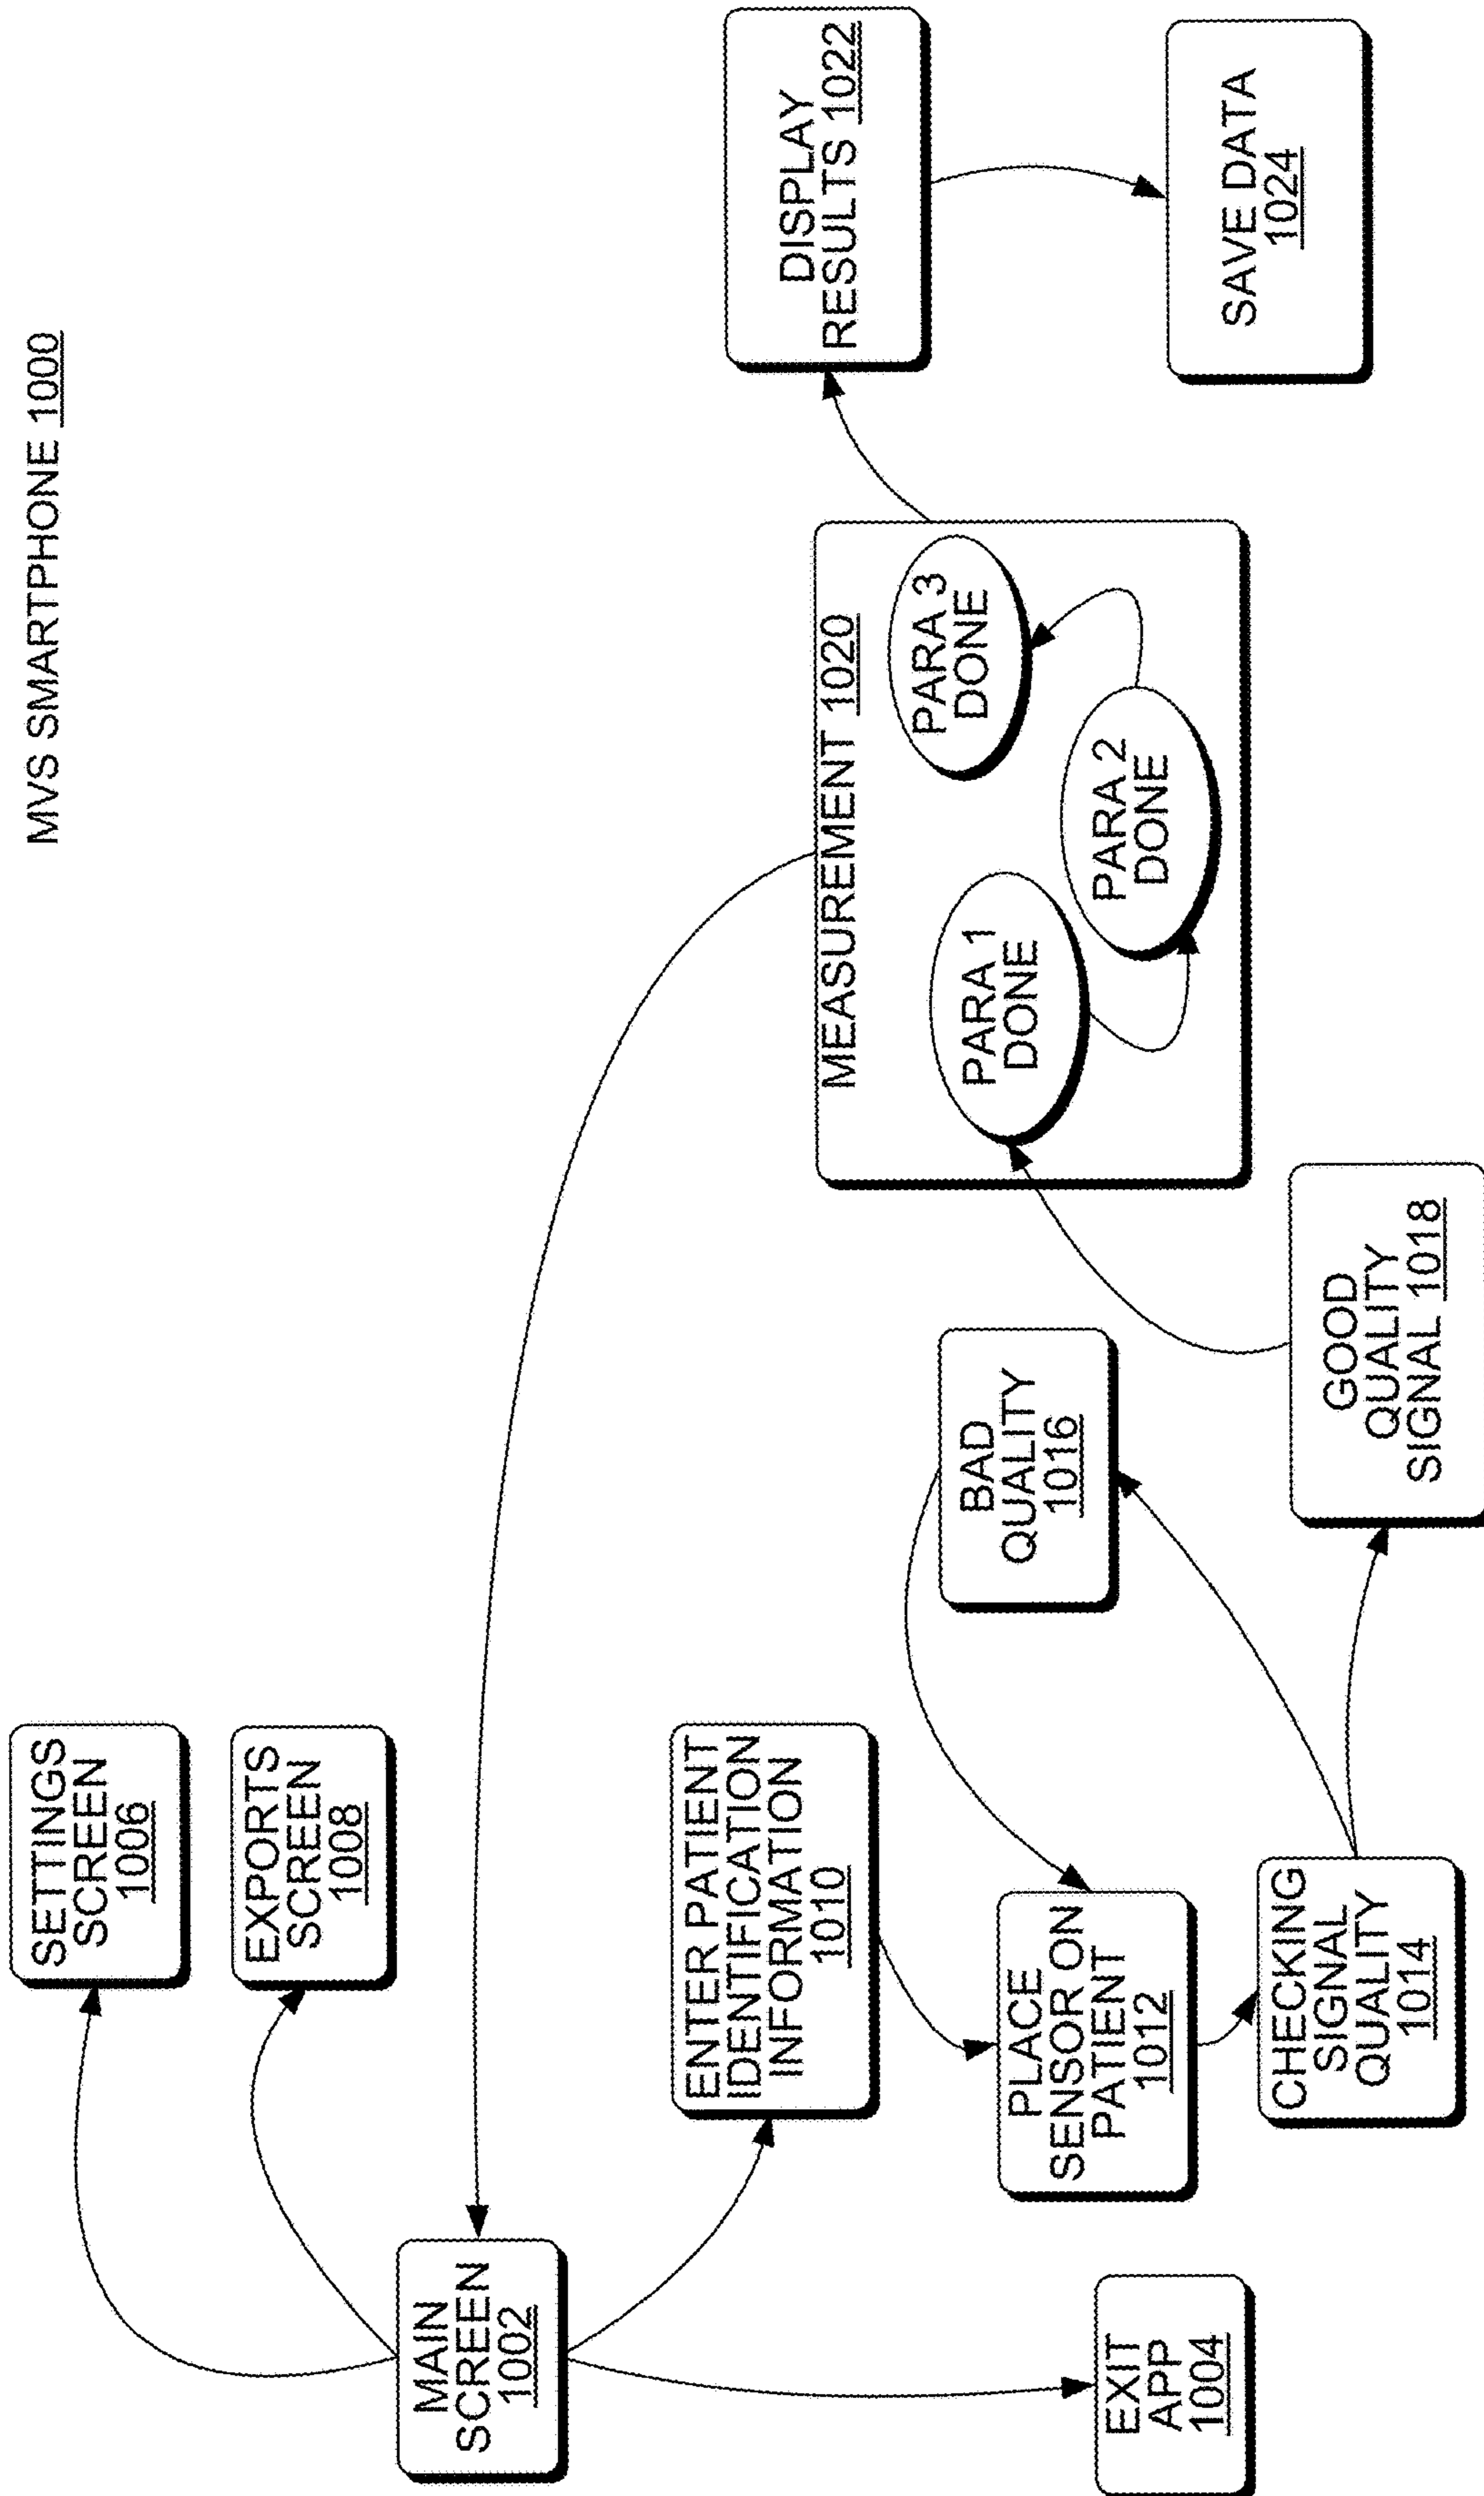 MVS SMARTPHONE 1000
SETTINGS
SCREEN
1006
EXPORTS
SCREEN
1008
MAIN
SCREEN
1002
ENTER PATIENT
IDENTIFICATION
INFORMATION
1010
EXIT
APP
1004
PLACE
SENSOR ON
PATIENT
1012
CHECKING
SIGNAL
QUALITY
1014
BAD
QUALITY
1016
GOOD
QUALITY
SIGNAL 1018
MEASUREMENT 1020
PARA 1
DONE
PARA 2
DONE
PARA 3
DONE
DISPLAY
RESULTS 1022
SAVE DATA
1024